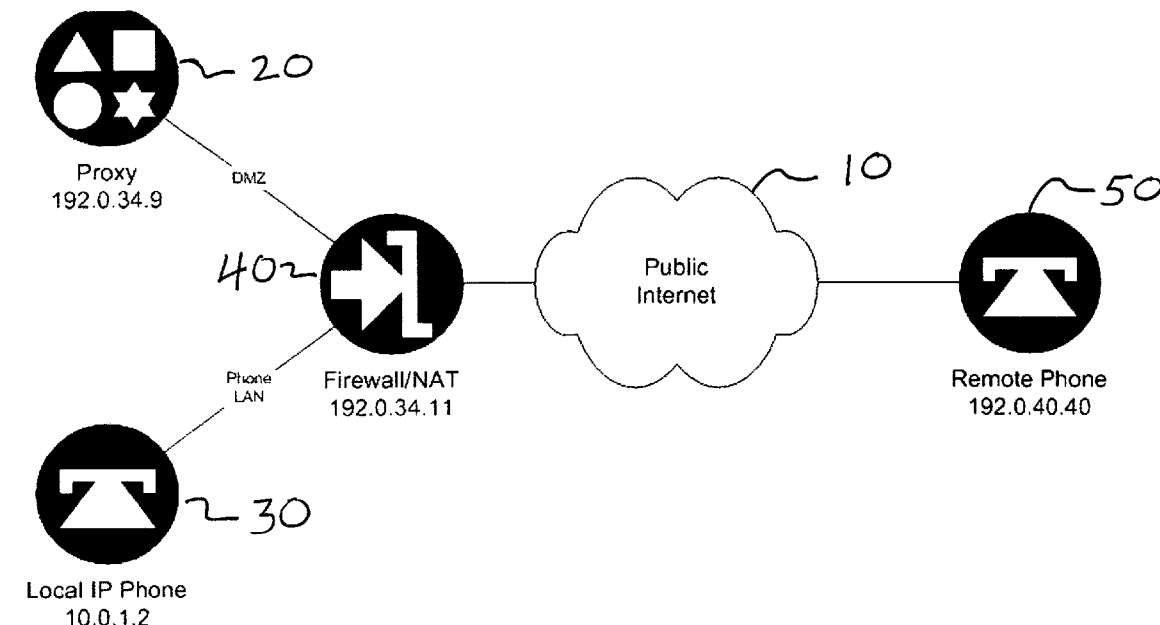 20
Proxy
192.0.34.9
DMZ
10
50
40
Public
Internet
Phone
LAN
Firewall/NAT
192.0.34.11
Remote Phone
192.0.40.40
30
Local IP Phone
10.0.1.2